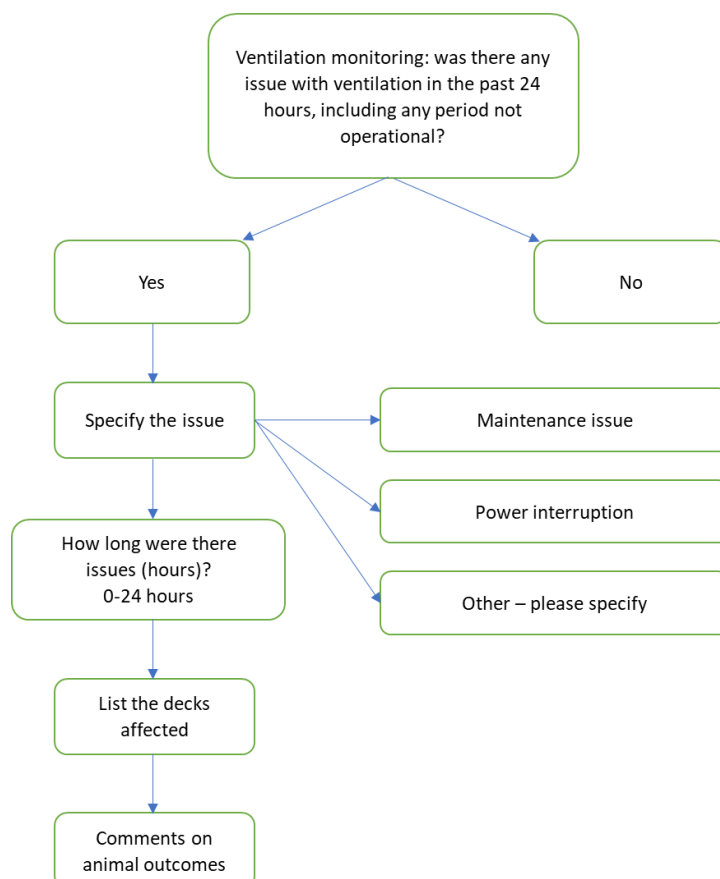 Ventilation monitoring: was there any
issue with ventilation in the past 24
hours, including any period not
operational?
Yes
No
Specify the issue
Maintenance issue
Power interruption
How long were there
issues (hours)?
0-24 hours
Other – please specify
List the decks
affected
Comments on
animal outcomes